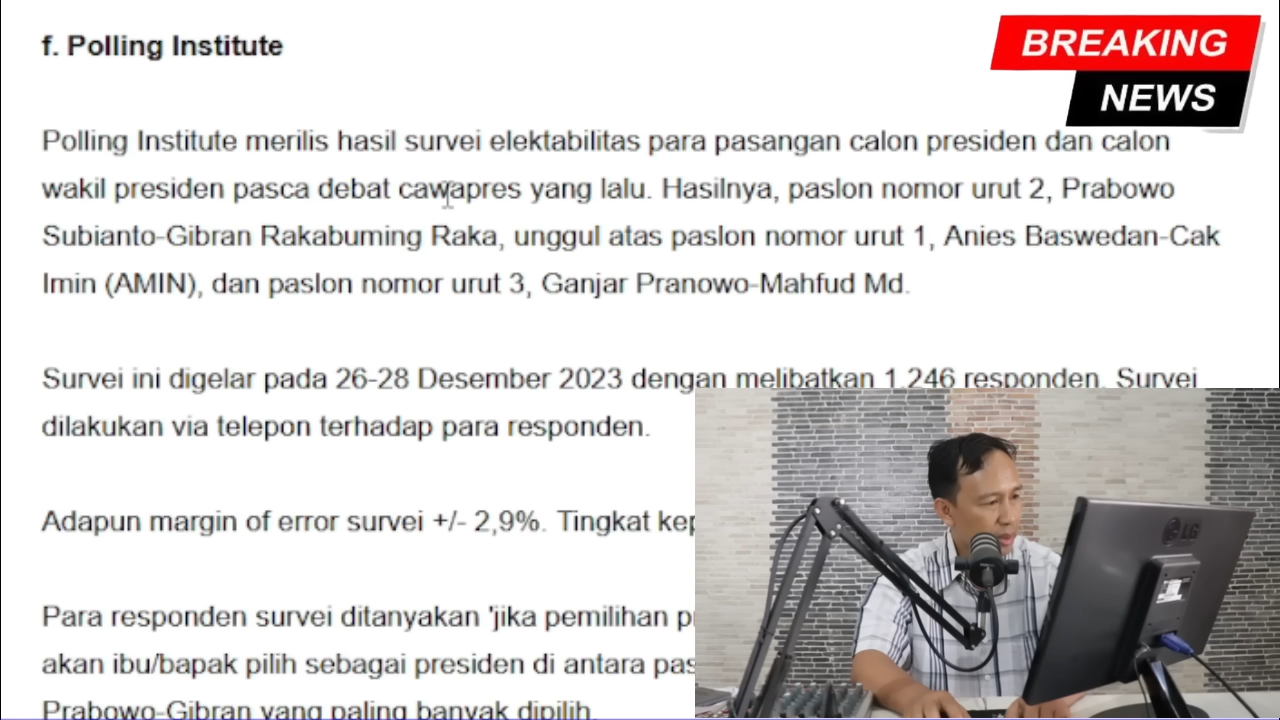 f. Polling Institute
BREAKING
NEWS
Polling Institute merilis hasil survei elektabilitas para pasangan calon presiden dan calon
wakil presiden pasca debat cawapres yang lalu. Hasilnya, paslon nomor urut 2, Prabowo
Subianto-Gibran Rakabuming Raka, unggul atas paslon nomor urut 1, Anies Baswedan-Cak
Imin (AMIN), dan paslon nomor urut 3, Ganjar Pranowo-Mahfud Md.
Survei ini digelar pada 26-28 Desember 2023 dengan melibatkan 1.246 responden. Survei
dilakukan via telepon terhadap para responden.
Adapun margin of error survei +/- 2,9%. Tingkat kep
Para responden survei ditanyakan 'jika pemilihan
akan ibu/bapak pilih sebagai presiden di antara pas
Prabowo-Gibran yang paling banyak dipilih.
LG